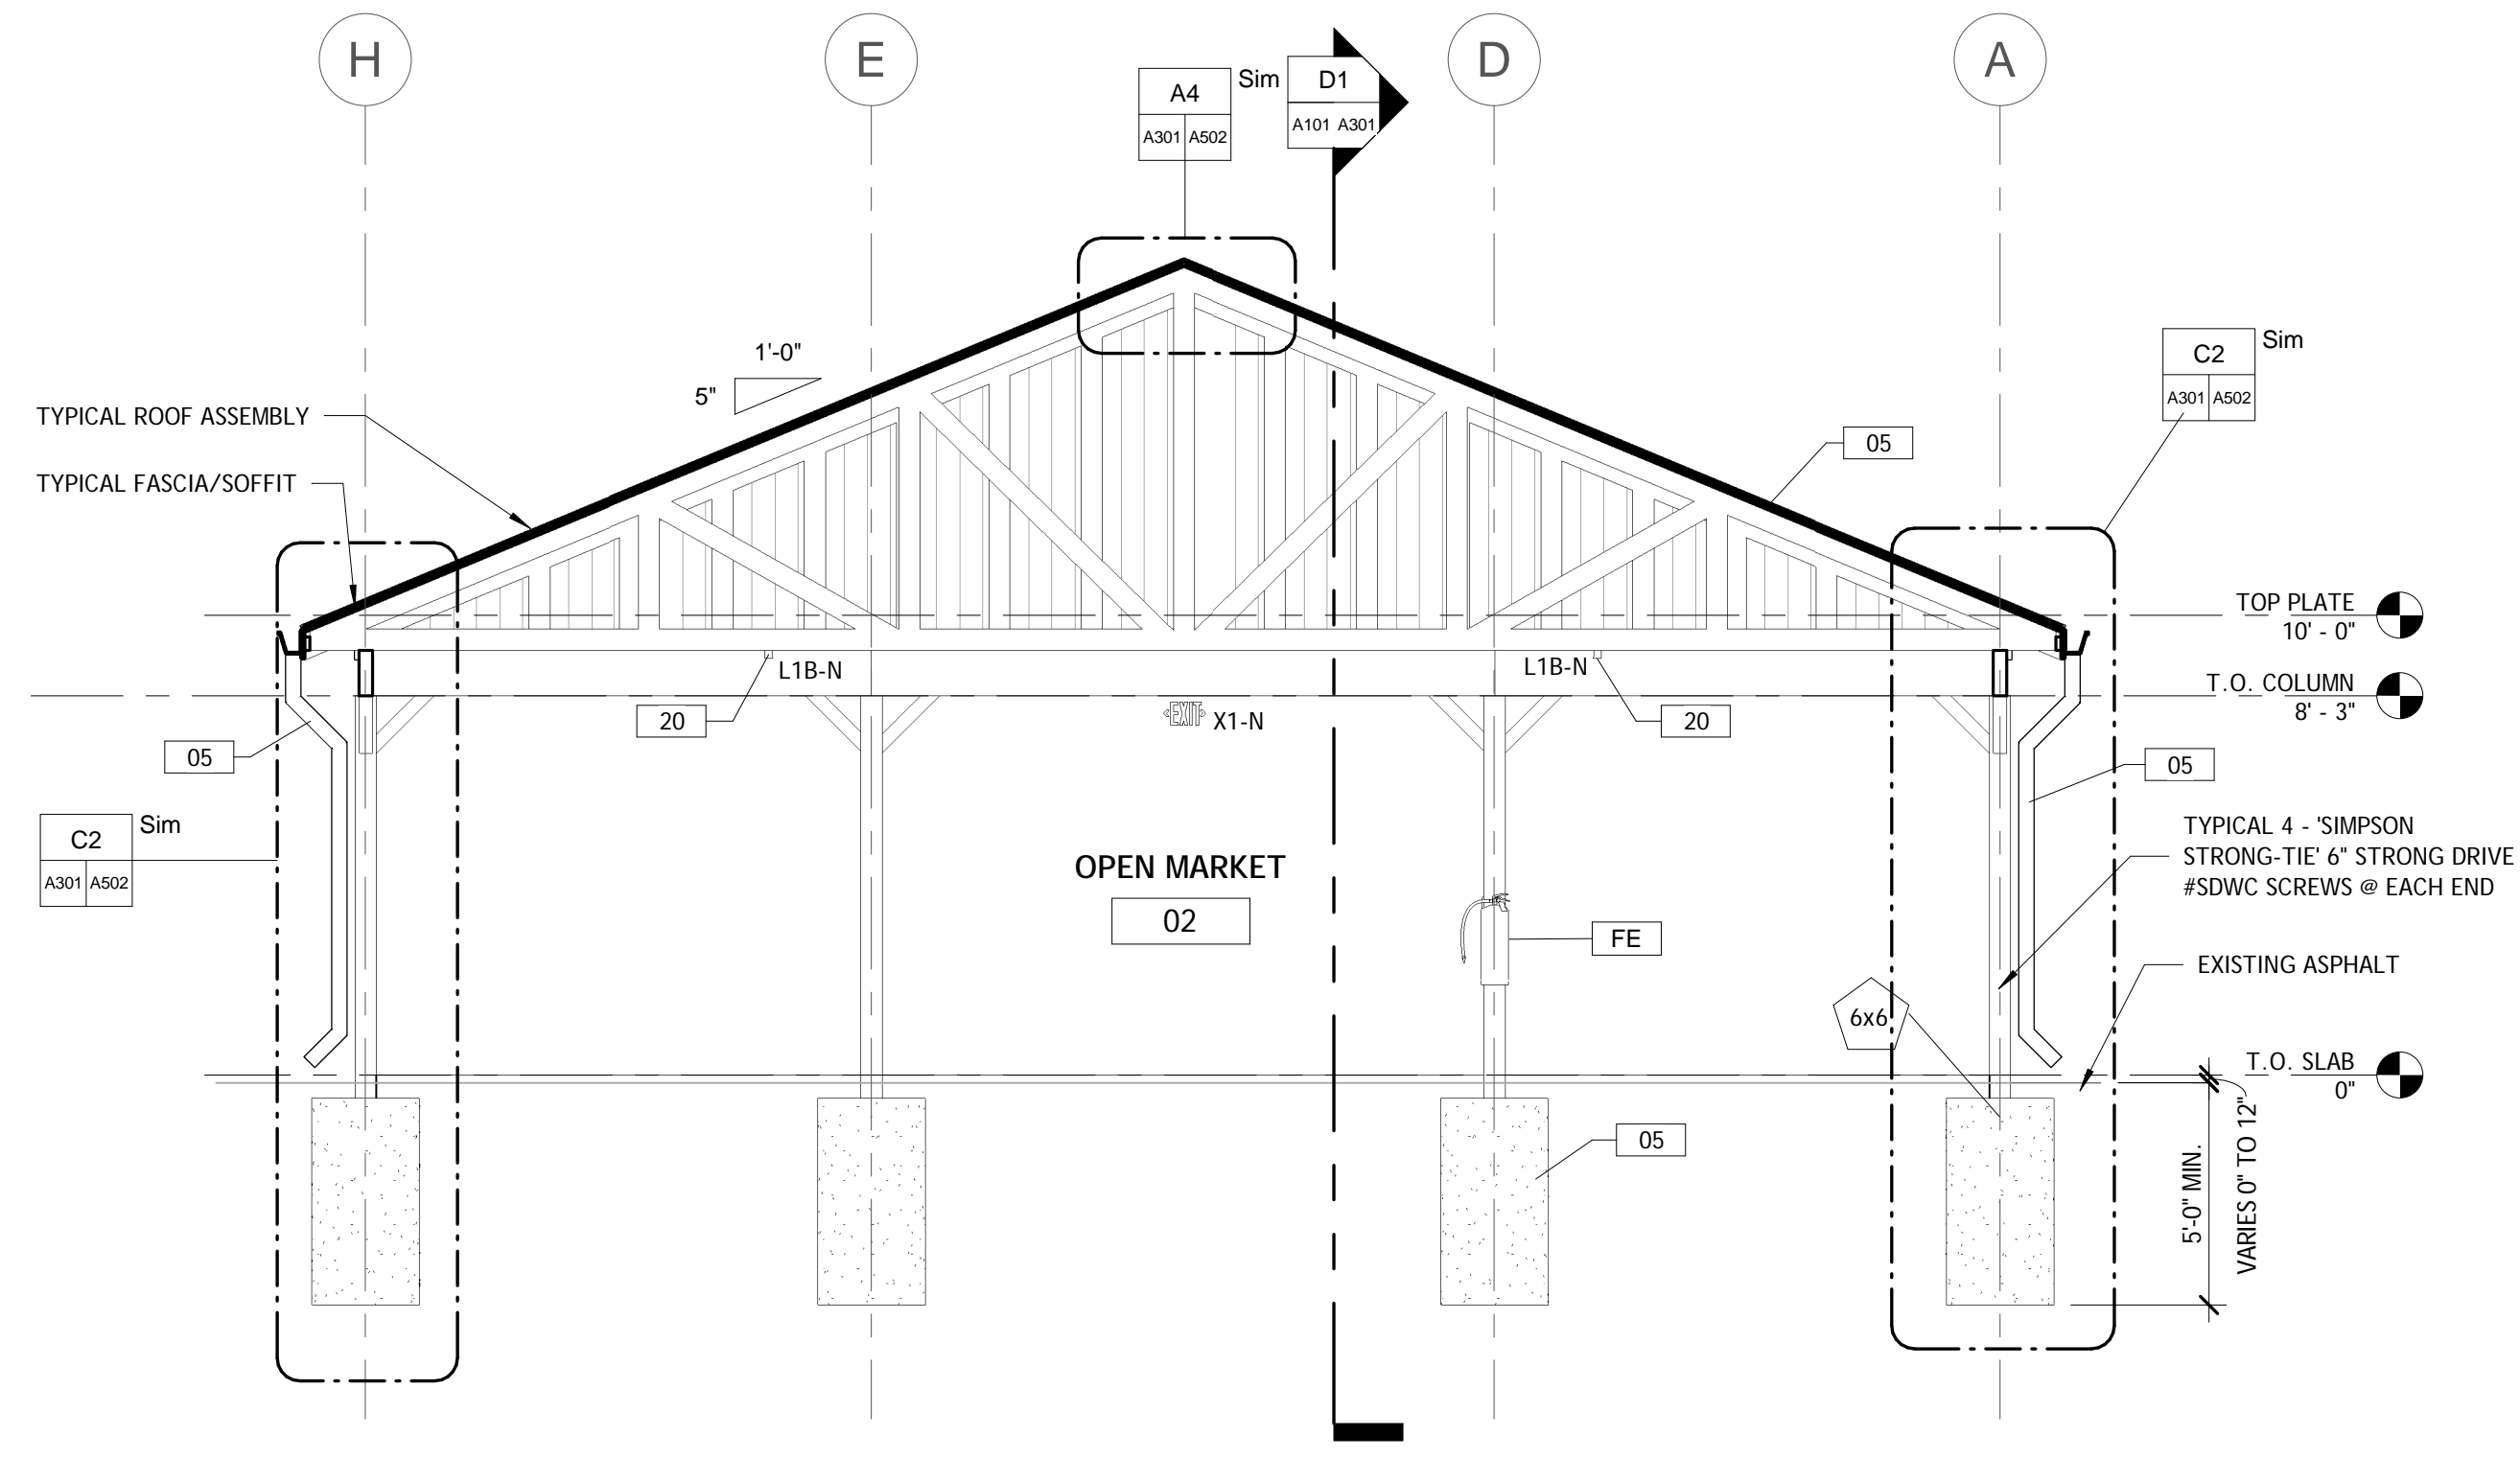 H
E
D
A
A4
Sim
A301 A502
D1
A101 A301
1'-0"
5"
C2
Sim
A301 A502
TYPICAL ROOF ASSEMBLY
TYPICAL FASCIA/SOFFIT
05
TOP PLATE
10' - 0"
L1B-N
L1B-N
T.O. COLUMN
8' - 3"
20
EXIT
X1-N
20
05
05
C2
Sim
A301 A502
TYPICAL 4 - 'SIMPSON
STRONG-TIE' 6" STRONG DRIVE
#SDWC SCREWS @ EACH END
OPEN MARKET
02
FE
EXISTING ASPHALT
6x6
T.O. SLAB
0"
05
5'-0" MIN.
VARIES 0" TO 12"